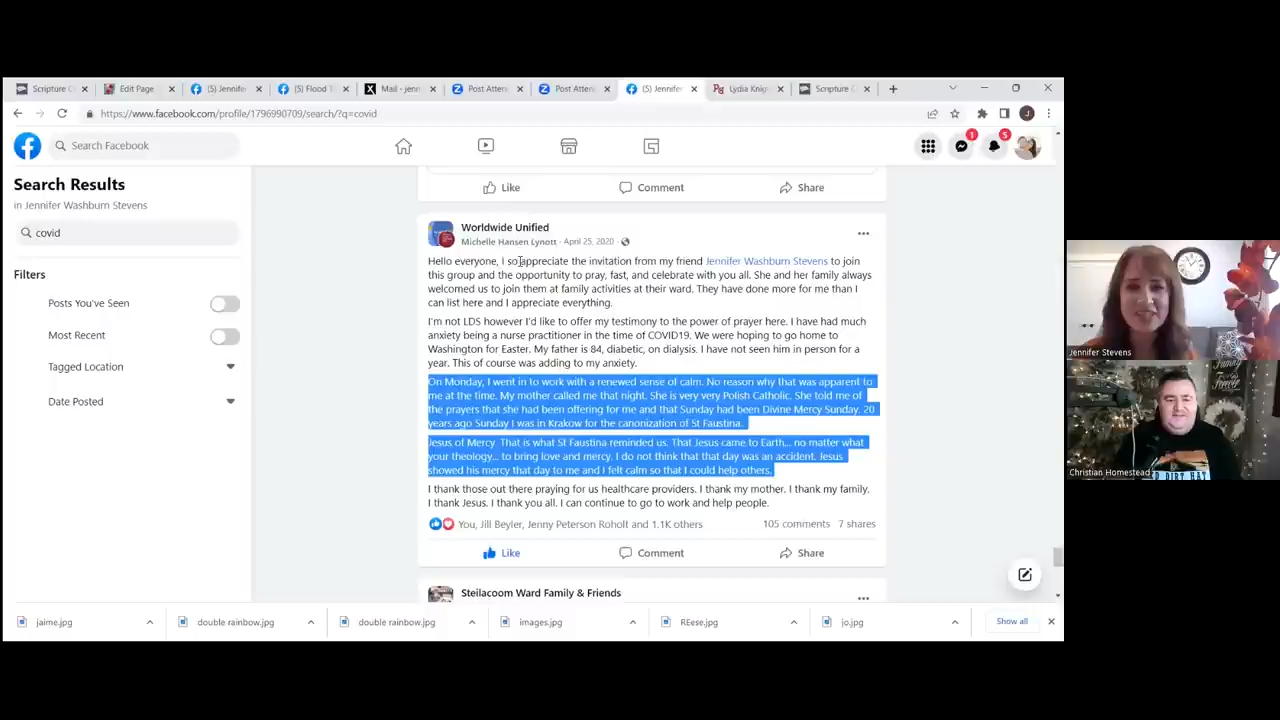 Scripture C
Edit Page
(5) Jennife
(5) Flood T
Mail - jenn
Post Atten
Post Atten
(5) Jennifer
Lydia Knig
Scripture C
https://www.facebook.com/profile/1796990709/search/?q=covid
J
Search Facebook
1
5
Search Results
in Jennifer Washburn Stevens
covid
Filters
Posts You've Seen
Most Recent
Tagged Location
Date Posted
Like
Comment
Share
Worldwide Unified
Michelle Hansen Lynott · April 25, 2020 ·
Hello everyone, I so appreciate the invitation from my friend Jennifer Washburn Stevens to join
this group and the opportunity to pray, fast, and celebrate with you all. She and her family always
welcomed us to join them at family activities at their ward. They have done more for me than I
can list here and I appreciate everything.
I'm not LDS however I'd like to offer my testimony to the power of prayer here. I have had much
anxiety being a nurse practitioner in the time of COVID19. We were hoping to go home to
Washington for Easter. My father is 84, diabetic, on dialysis. I have not seen him in person for a
year. This of course was adding to my anxiety.
On Monday, I went in to work with a renewed sense of calm. No reason why that was apparent to
me at the time. My mother called me that night. She is very very Polish Catholic. She told me of
the prayers that she had been offering for me and that Sunday had been Divine Mercy Sunday. 20
years ago Sunday I was in Krakow for the canonization of St Faustina.
Jesus of Mercy. That is what St Faustina reminded us. That Jesus came to Earth... no matter what
your theology... to bring love and mercy. I do not think that that day was an accident. Jesus
showed his mercy that day to me and I felt calm so that I could help others.
I thank those out there praying for us healthcare providers. I thank my mother. I thank my family.
I thank Jesus. I thank you all. I can continue to go to work and help people.
You, Jill Beyler, Jenny Peterson Roholt and 1.1K others
105 comments 7 shares
Like
Comment
Share
Steilacoom Ward Family & Friends
jaime.jpg
double rainbow.jpg
double rainbow.jpg
images.jpg
REese.jpg
jo.jpg
Show all
Jennifer Stevens
Family
Christian Homestead